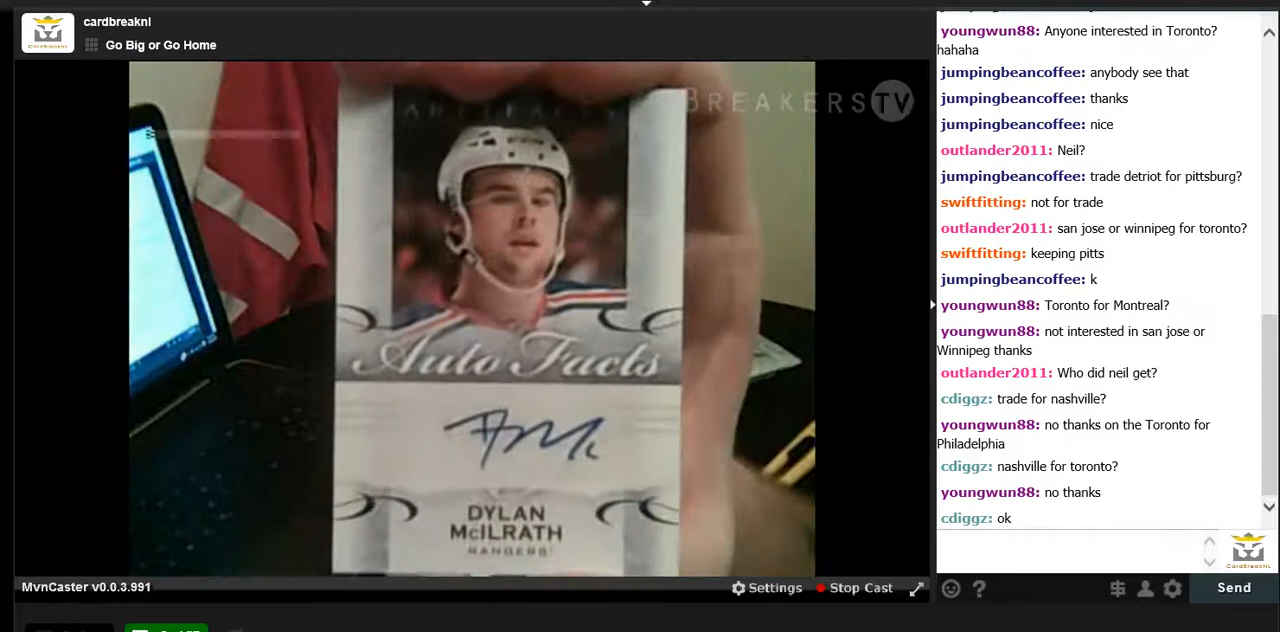 cardbreaknl
Go Big or Go Home
BREAKERS TV
ARTIFACTS
Auto Facts
DYLAN
McILRATH
RANGERS
MvnCaster v0.0.3.991
Settings
Stop Cast
youngwun88: Anyone interested in Toronto?
hahaha
jumpingbeancoffee: anybody see that
jumpingbeancoffee: thanks
jumpingbeancoffee: nice
outlander2011: Neil?
jumpingbeancoffee: trade detriot for pittsburg?
swiftfitting: not for trade
outlander2011: san jose or winnipeg for toronto?
swiftfitting: keeping pitts
jumpingbeancoffee: k
youngwun88: Toronto for Montreal?
youngwun88: not interested in san jose or
Winnipeg thanks
outlander2011: Who did neil get?
cdiggz: trade for nashville?
youngwun88: no thanks on the Toronto for
Philadelphia
cdiggz: nashville for toronto?
youngwun88: no thanks
cdiggz: ok
CARDBREAKNL
Send